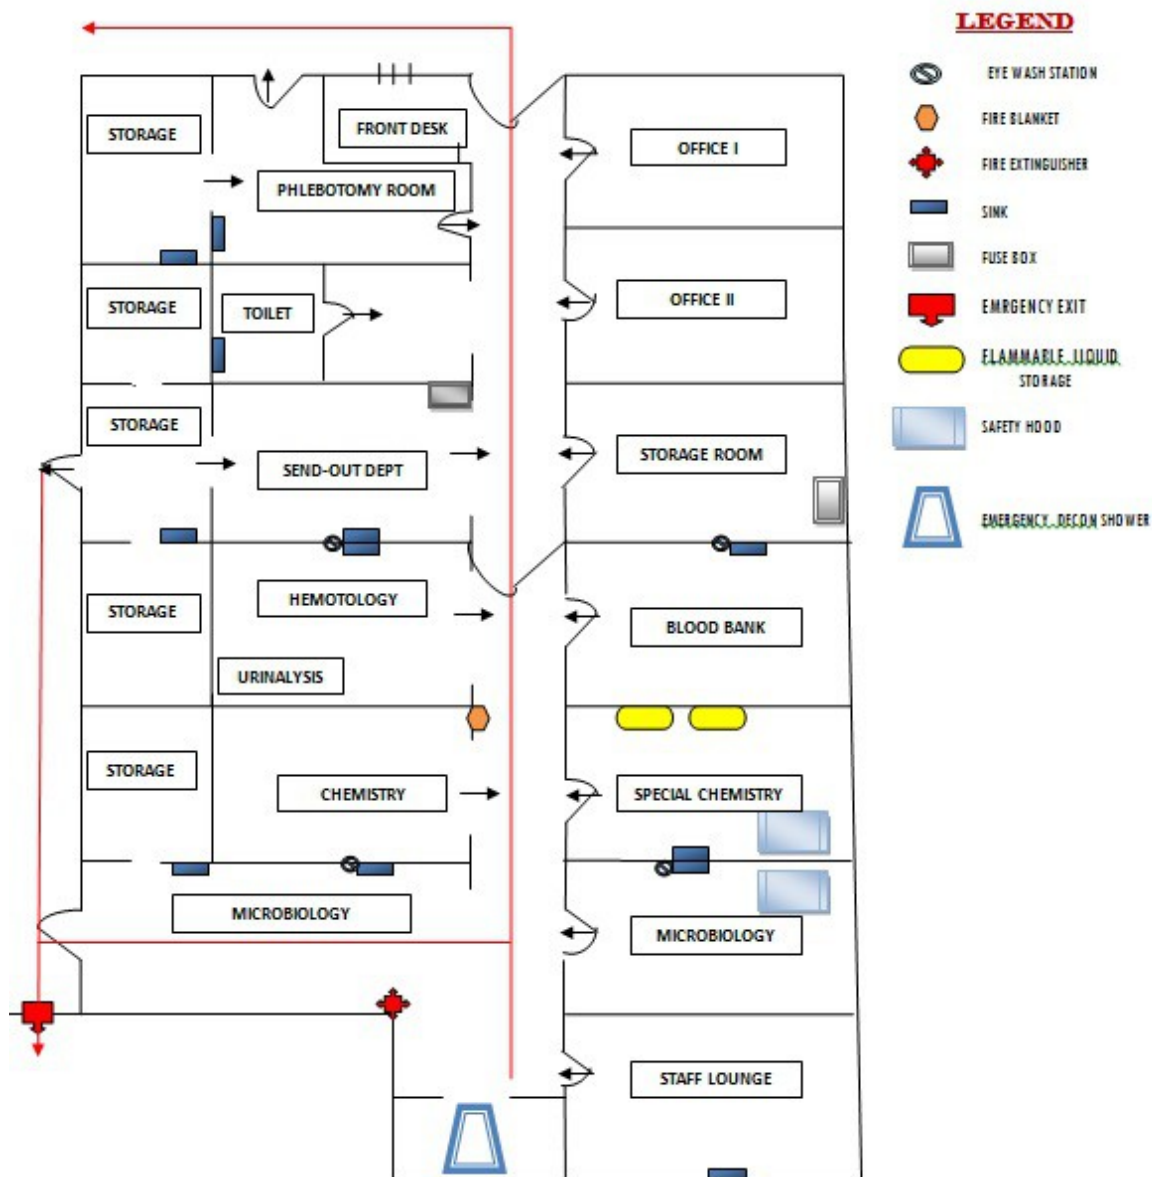 LEGEND
EYE WASH STATION
FIRE BLANKET
FIRE EXTINGUISHER
SINK
FUSE BOX
EMRGENCY EXIT
FLAMMABLE LIQUID
STORAGE
SAFETY HOOD
EMERGENCY DECON SHOWER
STORAGE
FRONT DESK
OFFICE I
PHLEBOTOMY ROOM
STORAGE
TOILET
OFFICE II
STORAGE
SEND-OUT DEPT
STORAGE ROOM
STORAGE
HEMOTOLOGY
BLOOD BANK
URINALYSIS
STORAGE
CHEMISTRY
SPECIAL CHEMISTRY
MICROBIOLOGY
MICROBIOLOGY
STAFF LOUNGE